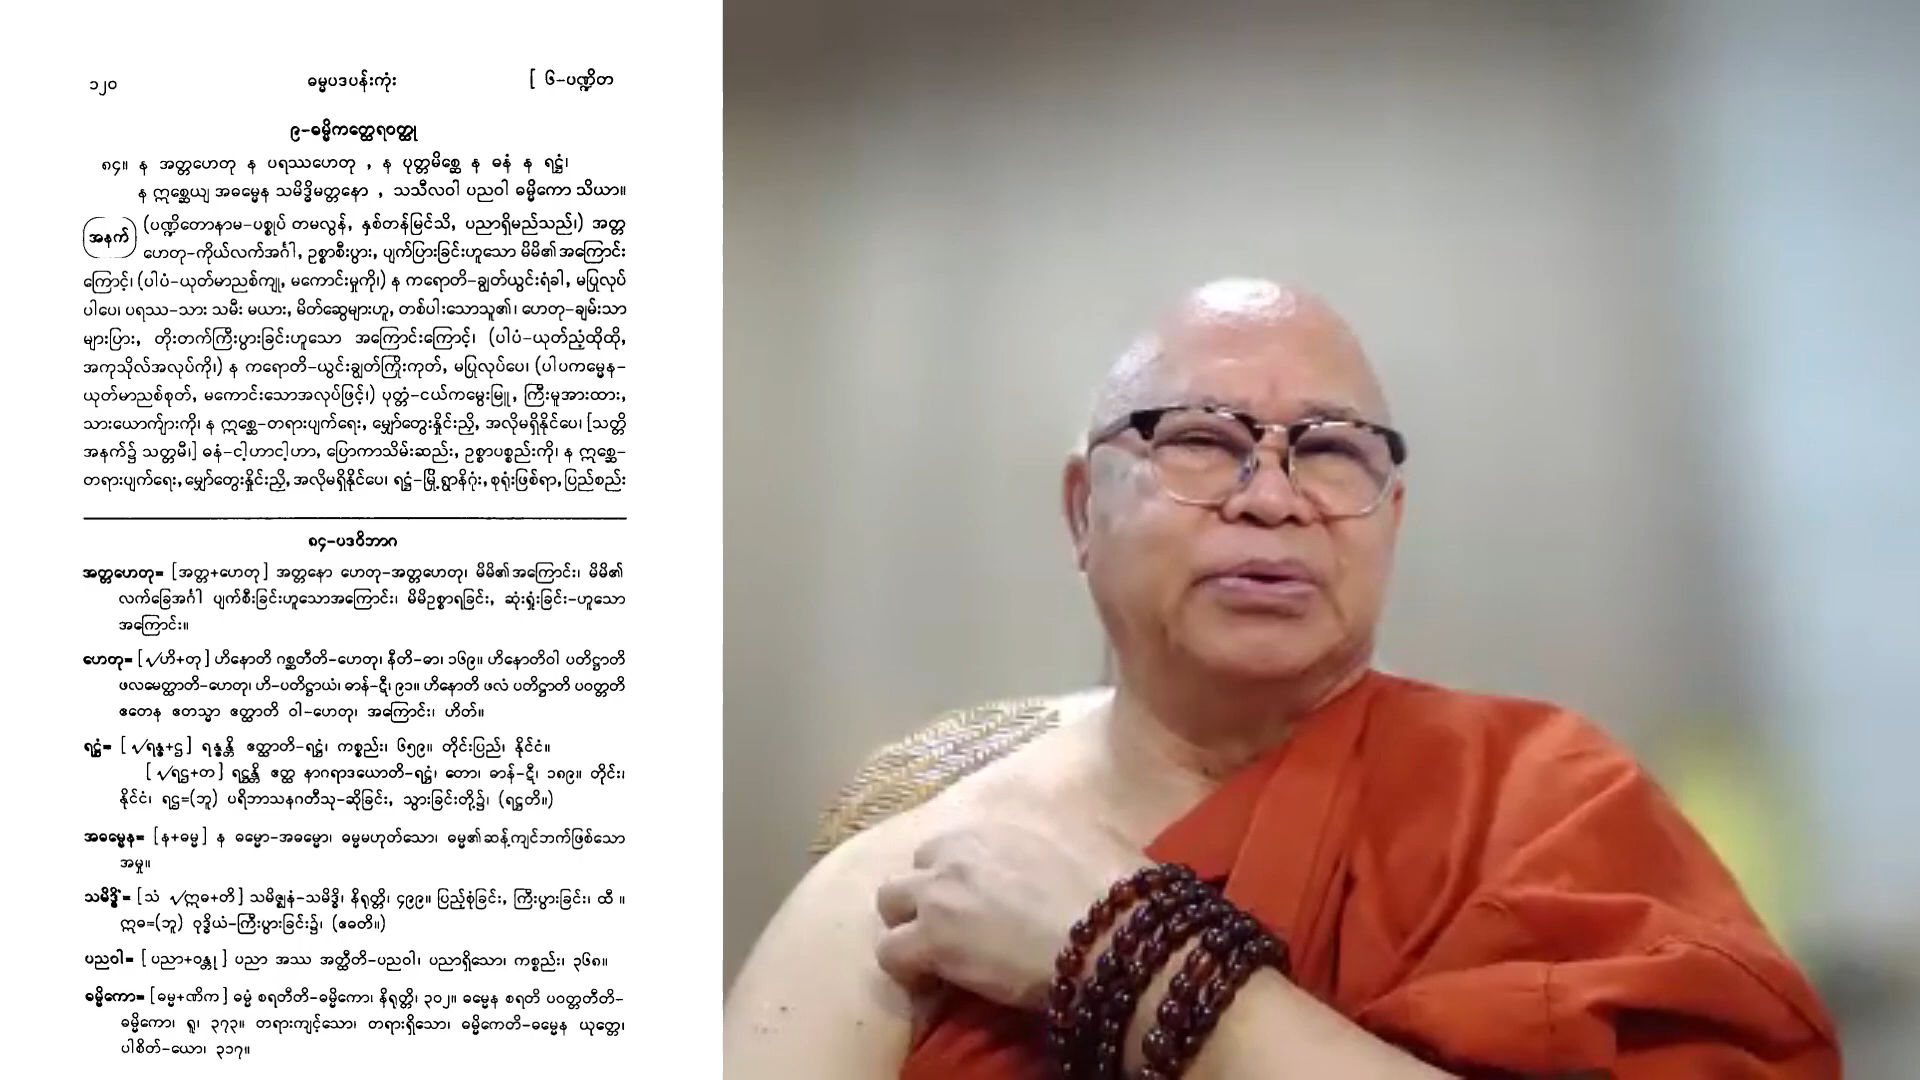 ၁၂၀ ဓမ္မပဒပန်းကုံး [ ၆-ပဏ္ဍိတ
၉-ဓမ္မိကတ္ထေရဝတ္ထု
၈၄။ န အတ္တဟေတု န ပရဿဟေတု , န ပုတ္တမိစ္ဆေ န ဓနံ န ရဋ္ဌံ၊
န ဣစ္ဆေယျ အဓမ္မေန သမိဒ္ဓိမတ္တနော , သသီလဝါ ပညဝါ ဓမ္မိကော သိယာ။
အနက် (ပဏ္ဍိတောနာမ-ပစ္စုပ် တမလွန်, နှစ်တန်မြင်သိ, ပညာရှိမည်သည်၊) အတ္တ
ဟေတု-ကိုယ်လက်အင်္ဂါ, ဥစ္စာစီးပွား, ပျက်ပြားခြင်းဟူသော မိမိ၏အကြောင်း
ကြောင့်၊ (ပါပံ-ယုတ်မာညစ်ကျု, မကောင်းမှုကို၊) န ကရောတိ-ချွတ်ယွင်းရံခါ, မပြုလုပ်
ပါပေ၊ ပရဿ-သား သမီး မယား, မိတ်ဆွေများဟူ, တစ်ပါးသောသူ၏၊ ဟေတု-ချမ်းသာ
များပြား, တိုးတက်ကြီးပွားခြင်းဟူသော အကြောင်းကြောင့်၊ (ပါပံ-ယုတ်ညံ့ထိုထို,
အကုသိုလ်အလုပ်ကို၊) န ကရောတိ-ယွင်းချွတ်ကြိုးကုတ်, မပြုလုပ်ပေ၊ (ပါပကမ္မေန-
ယုတ်မာညစ်စုတ်, မကောင်းသောအလုပ်ဖြင့်၊) ပုတ္တံ-ငယ်ကမွေးမြူ, ကြီးမူအားထား,
သားယောက်ျားကို၊ န ဣစ္ဆေ-တရားပျက်ရေး, မျှော်တွေးနှိုင်းညှိ, အလိုမရှိနိုင်ပေ၊ [သတ္တိ
အနက်၌ သတ္တမီ၊] ဓနံ-ငါ့ဟာငါ့ဟာ, ပြောကာသိမ်းဆည်း, ဥစ္စာပစ္စည်းကို၊ န ဣစ္ဆေ-
တရားပျက်ရေး, မျှော်တွေးနှိုင်းညှိ, အလိုမရှိနိုင်ပေ၊ ရဋ္ဌံ-မြို့ရွာနိဂုံး, စုရုံးဖြစ်ရာ, ပြည်စည်း
၈၄-ပဒဝိဘာဂ
အတ္တဟေတု= [အတ္တ+ဟေတု] အတ္တနော ဟေတု-အတ္တဟေတု၊ မိမိ၏အကြောင်း၊ မိမိ၏
လက်ခြေအင်္ဂါ ပျက်စီးခြင်းဟူသောအကြောင်း၊ မိမိဥစ္စာရခြင်း, ဆုံးရှုံးခြင်း-ဟူသော
အကြောင်း။
ဟေတု= [√ဟိ+တု] ဟိနောတိ ဂစ္ဆတီတိ-ဟေတု၊ နီတိ-ဓာ၊ ၁၆၉။ ဟိနောတိဝါ ပတိဋ္ဌာတိ
ဖလမေတ္ထာတိ-ဟေတု၊ ဟိ-ပတိဋ္ဌာယံ၊ ဓာန်-ဋီ၊ ၉၁။ ဟိနောတိ ဖလံ ပတိဋ္ဌာတိ ပဝတ္တတိ
ဧတေန ဧတသ္မာ ဧတ္ထာတိ ဝါ-ဟေတု၊ အကြောင်း၊ ဟိတ်။
ရဋ္ဌံ= [ √ရန္ဇ+ဌ] ရန္ဇန္တိ ဧတ္ထာတိ-ရဋ္ဌံ၊ ကစ္စည်း၊ ၆၅၉။ တိုင်းပြည်၊ နိုင်ငံ။
[ √ရဌ+တ] ရဋ္ဌန္တိ ဧတ္ထ နာဂရာဒယောတိ-ရဋ္ဌံ၊ တော၊ ဓာန်-ဋီ၊ ၁၈၉။ တိုင်း၊
နိုင်ငံ၊ ရဌ=(ဘူ) ပရိဘာသနဂတီသု-ဆိုခြင်း, သွားခြင်းတို့၌၊ (ရဋ္ဌတိ။)
အဓမ္မေန= [န+ဓမ္မ] န ဓမ္မော-အဓမ္မော၊ ဓမ္မမဟုတ်သော၊ ဓမ္မ၏ဆန့်ကျင်ဘက်ဖြစ်သော
အမှု။
သမိဒ္ဓိံ= [သံ √ဣဓ+တိ] သမိဇ္ဈနံ-သမိဒ္ဓိ၊ နိရုတ္တိ၊ ၄၉၉။ ပြည့်စုံခြင်း, ကြီးပွားခြင်း၊ ထီ ။
ဣဓ=(ဘူ) ဝုဒ္ဓိယံ-ကြီးပွားခြင်း၌၊ (ဧဓတိ။)
ပညဝါ= [ ပညာ+ဝန္တု ] ပညာ အဿ အတ္ထီတိ-ပညဝါ၊ ပညာရှိသော၊ ကစ္စည်း၊ ၃၆၈။
ဓမ္မိကော= [ဓမ္မ+ဏိက] ဓမ္မံ စရတီတိ-ဓမ္မိကော၊ နိရုတ္တိ၊ ၃၀၂။ ဓမ္မေန စရတိ ပဝတ္တတီတိ-
ဓမ္မိကော၊ ရူ၊ ၃၇၃။ တရားကျင့်သော၊ တရားရှိသော၊ ဓမ္မိကေတိ-ဓမ္မေန ယုတ္တေ၊
ပါစိတ်-ယော၊ ၃၁၇။